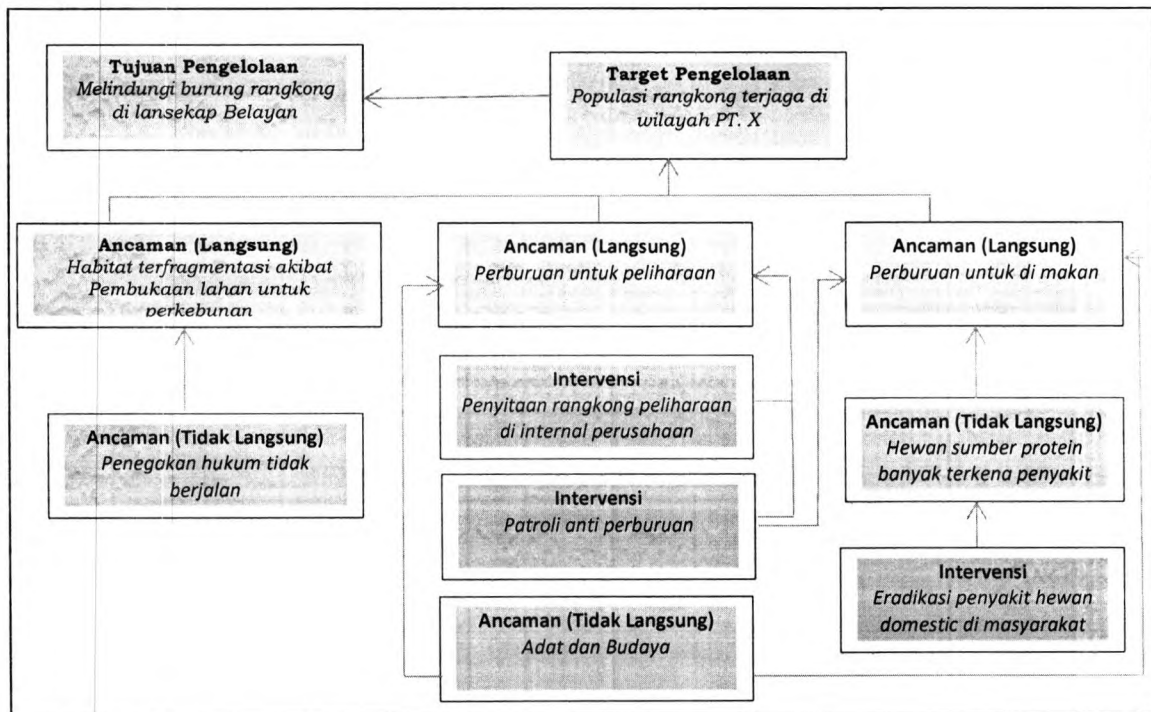 Tujuan Pengelolaan
Melindungi burung rangkong
di lansekap Belayan
Target Pengelolaan
Populasi rangkong terjaga di
wilayah PT. X
Ancaman (Langsung)
Habitat terfragmentasi akibat
Pembukaan lahan untuk
perkebunan
Ancaman (Langsung)
Perburuan untuk peliharaan
Ancaman (Langsung)
Perburuan untuk di makan
Intervensi
Penyitaan rangkong peliharaan
di internal perusahaan
Ancaman (Tidak Langsung)
Penegakan hukum tidak
berjalan
Ancaman (Tidak Langsung)
Hewan sumber protein
banyak terkena penyakit
Intervensi
Patroli anti perburuan
Intervensi
Eradikasi penyakit hewan
domestic di masyarakat
Ancaman (Tidak Langsung)
Adat dan Budaya